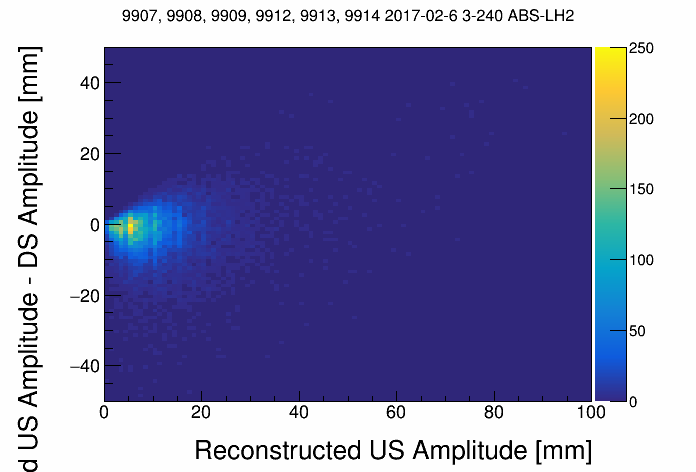 9907, 9908, 9909, 9912, 9913, 9914 2017-02-6 3-240 ABS-LH2
US Amplitude - DS Amplitude [mm]
40
20
0
−20
−40
0 20 40 60 80 100
Reconstructed US Amplitude [mm]
250
200
150
100
50
0